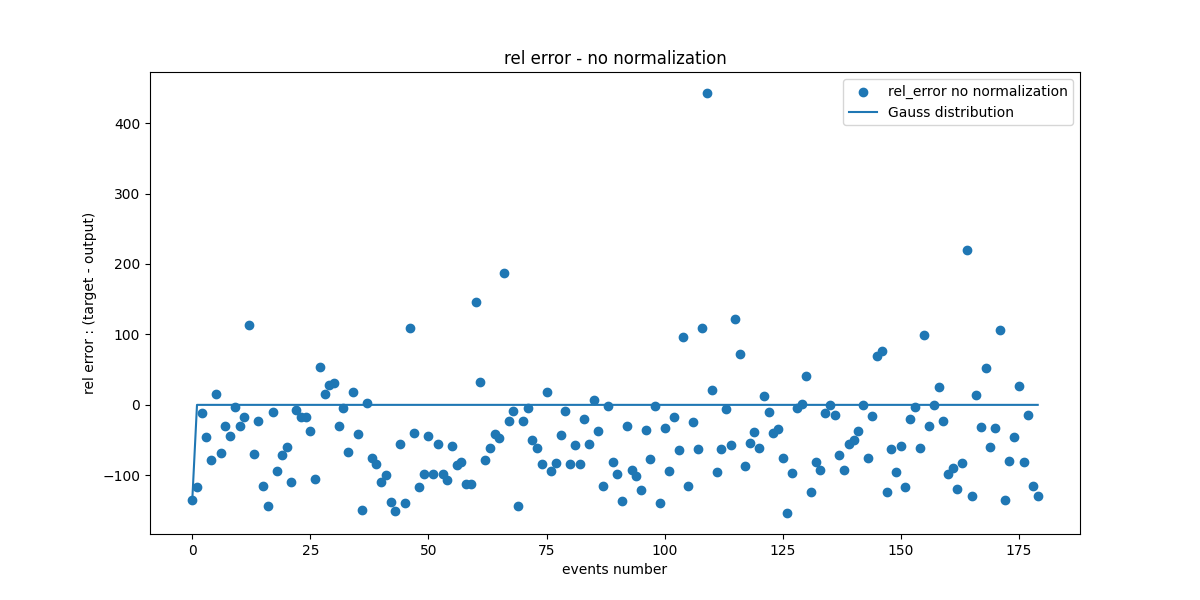 rel error - no normalization
rel_error no normalization
Gauss distribution
rel error : (target - output)
400
300
200
100
0
−100
0 25 50 75 100 125 150 175
events number